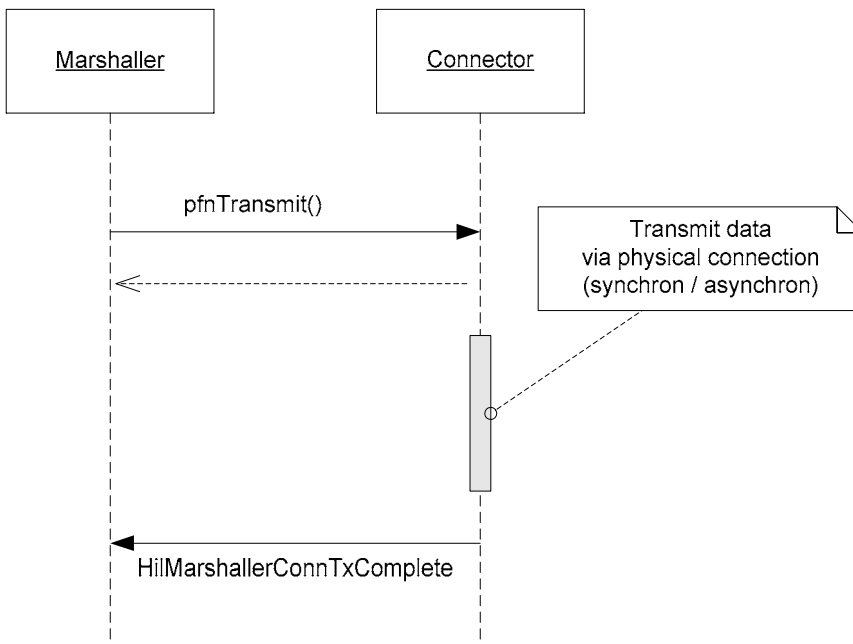 Marshaller
Connector
pfnTransmit()
Transmit data
via physical connection
(synchron / asynchron)
HilMarshallerConnTxComplete